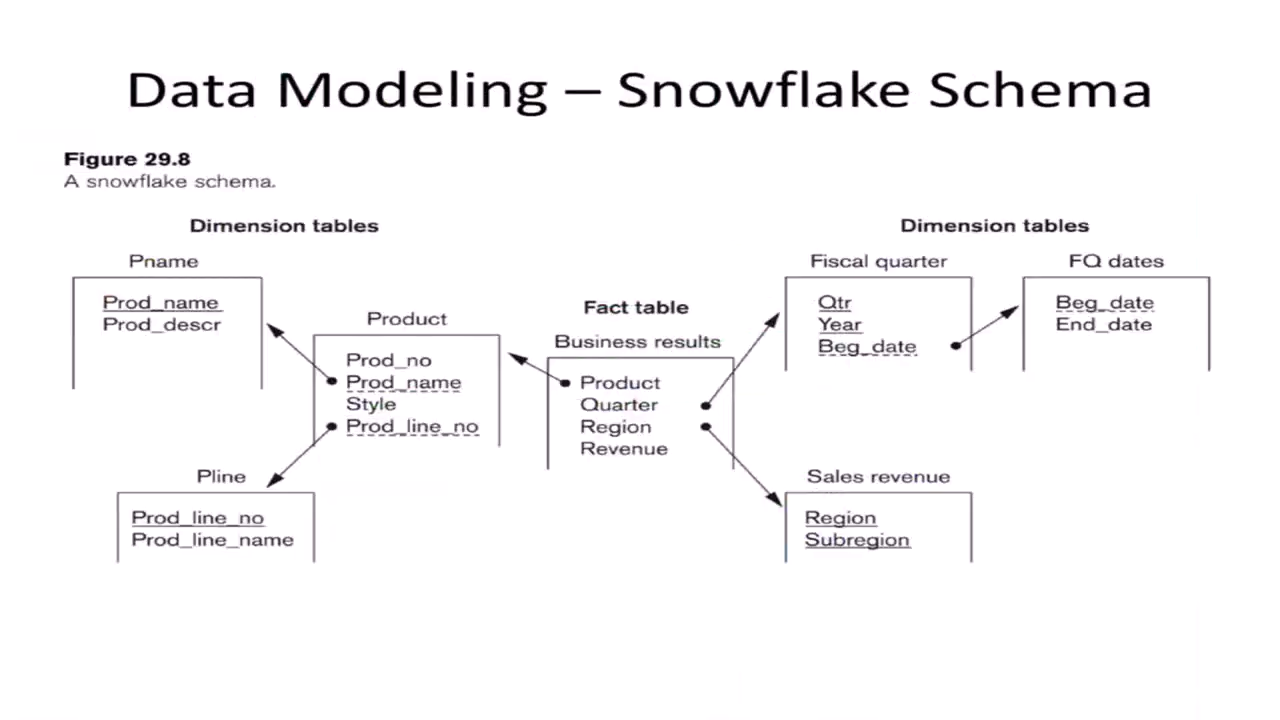 Data Modeling – Snowflake Schema
Figure 29.8
A snowflake schema.
Dimension tables
Pname
Prod_name
Prod_descr
Product
Prod_no
Prod_name
Style
Prod_line_no
Pline
Prod_line_no
Prod_line_name
Fact table
Business results
Product
Quarter
Region
Revenue
Dimension tables
Fiscal quarter
Qtr
Year
Beg_date
FQ dates
Beg_date
End_date
Sales revenue
Region
Subregion